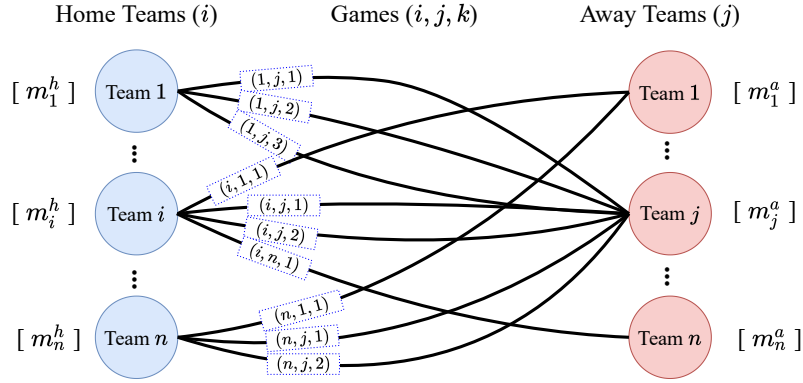 Home Teams (i) Games (i, j, k) Away Teams (j)
[ m_1^h ] Team 1 (1, j, 1) Team 1 [ m_1^a ]
(1, j, 2)
(1, j, 3)
⋮ ⋮
(i, 1, 1)
[ m_i^h ] Team i (i, j, 1) Team j [ m_j^a ]
(i, j, 2)
(i, n, 1)
⋮ ⋮
(n, 1, 1)
[ m_n^h ] Team n (n, j, 1) Team n [ m_n^a ]
(n, j, 2)